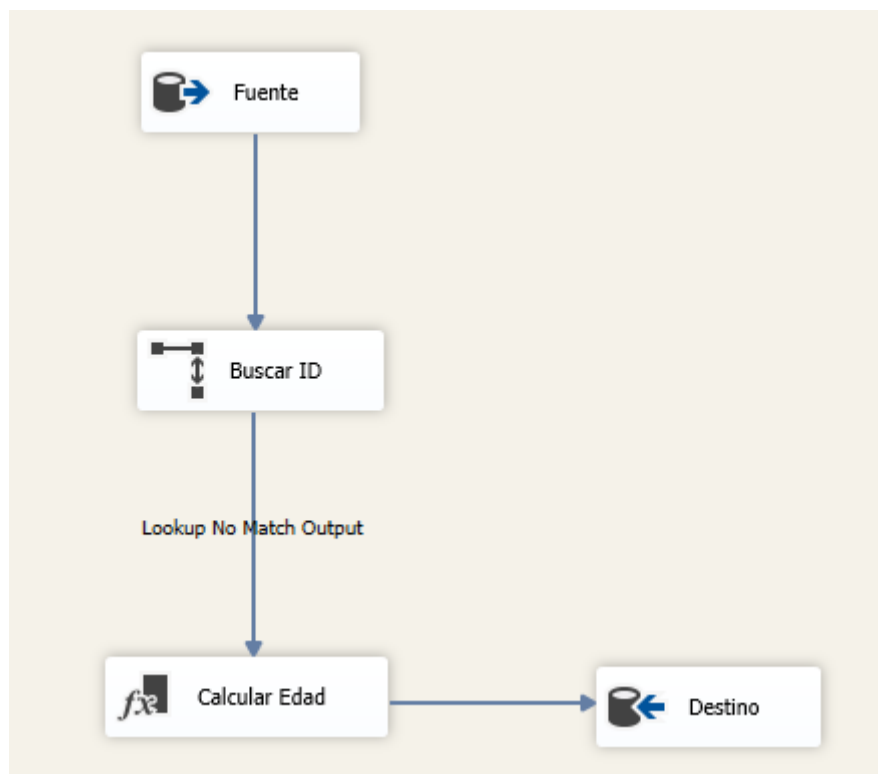 Fuente
Buscar ID
Lookup No Match Output
Calcular Edad
Destino